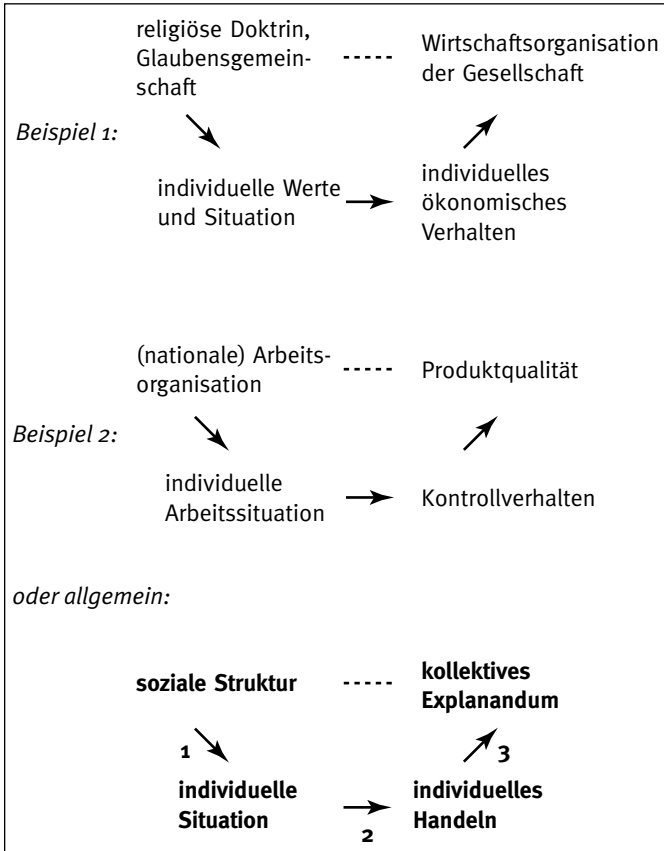 religiöse Doktrin,
Glaubensgemein-
schaft
Wirtschaftsorganisation
der Gesellschaft
Beispiel 1:
individuelle Werte
und Situation
individuelles
ökonomisches
Verhalten
(nationale) Arbeits-
organisation
Produktqualität
Beispiel 2:
individuelle
Arbeitssituation
Kontrollverhalten
oder allgemein:
soziale Struktur
kollektives
Explanandum
1
3
individuelle
Situation
2
individuelles
Handeln